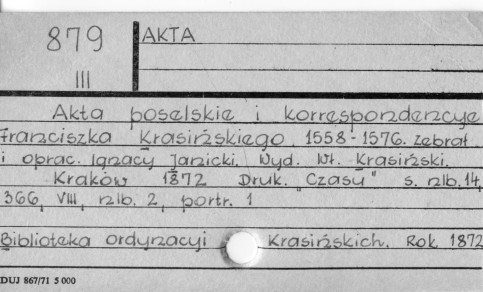 879
III
AKTA
Akta poselskie i korrespondencye
Franciszka Krasińskiego 1558-1576. Zebrał
i oprac. Ignacy Janicki. Wyd. Wł. Krasiński.
Kraków 1872 Druk. "Czasu" s. nlb. 14,
366, VIII, nlb. 2, portr. 1
Biblioteka Ordynacyi Krasińskich. Rok 1872
DUJ 867/71 5 000